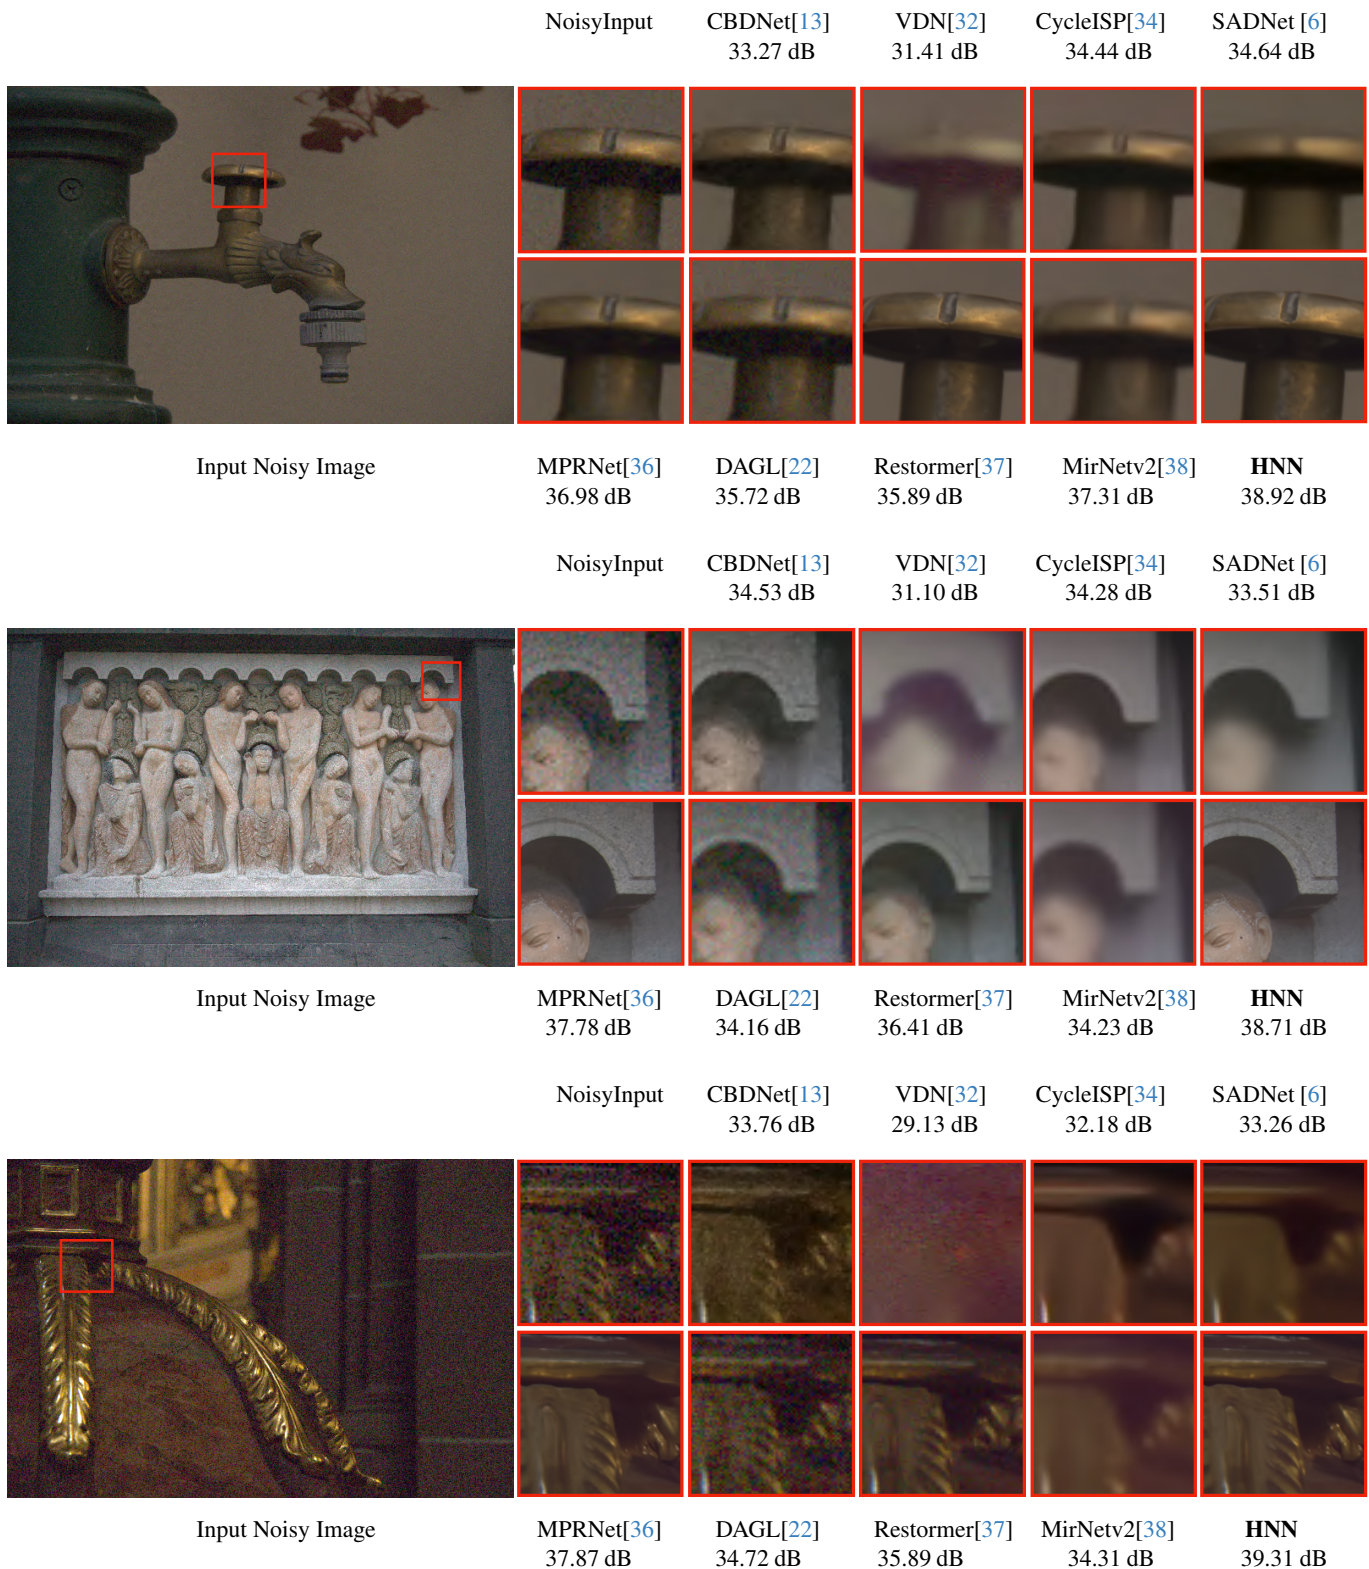 NoisyInput CBDNet[13] VDN[32] CycleISP[34] SADNet [6]
33.27 dB 31.41 dB 34.44 dB 34.64 dB
Input Noisy Image MPRNet[36] DAGL[22] Restormer[37] MirNetv2[38] HNN
36.98 dB 35.72 dB 35.89 dB 37.31 dB 38.92 dB
NoisyInput CBDNet[13] VDN[32] CycleISP[34] SADNet [6]
34.53 dB 31.10 dB 34.28 dB 33.51 dB
Input Noisy Image MPRNet[36] DAGL[22] Restormer[37] MirNetv2[38] HNN
37.78 dB 34.16 dB 36.41 dB 34.23 dB 38.71 dB
NoisyInput CBDNet[13] VDN[32] CycleISP[34] SADNet [6]
33.76 dB 29.13 dB 32.18 dB 33.26 dB
Input Noisy Image MPRNet[36] DAGL[22] Restormer[37] MirNetv2[38] HNN
37.87 dB 34.72 dB 35.89 dB 34.31 dB 39.31 dB